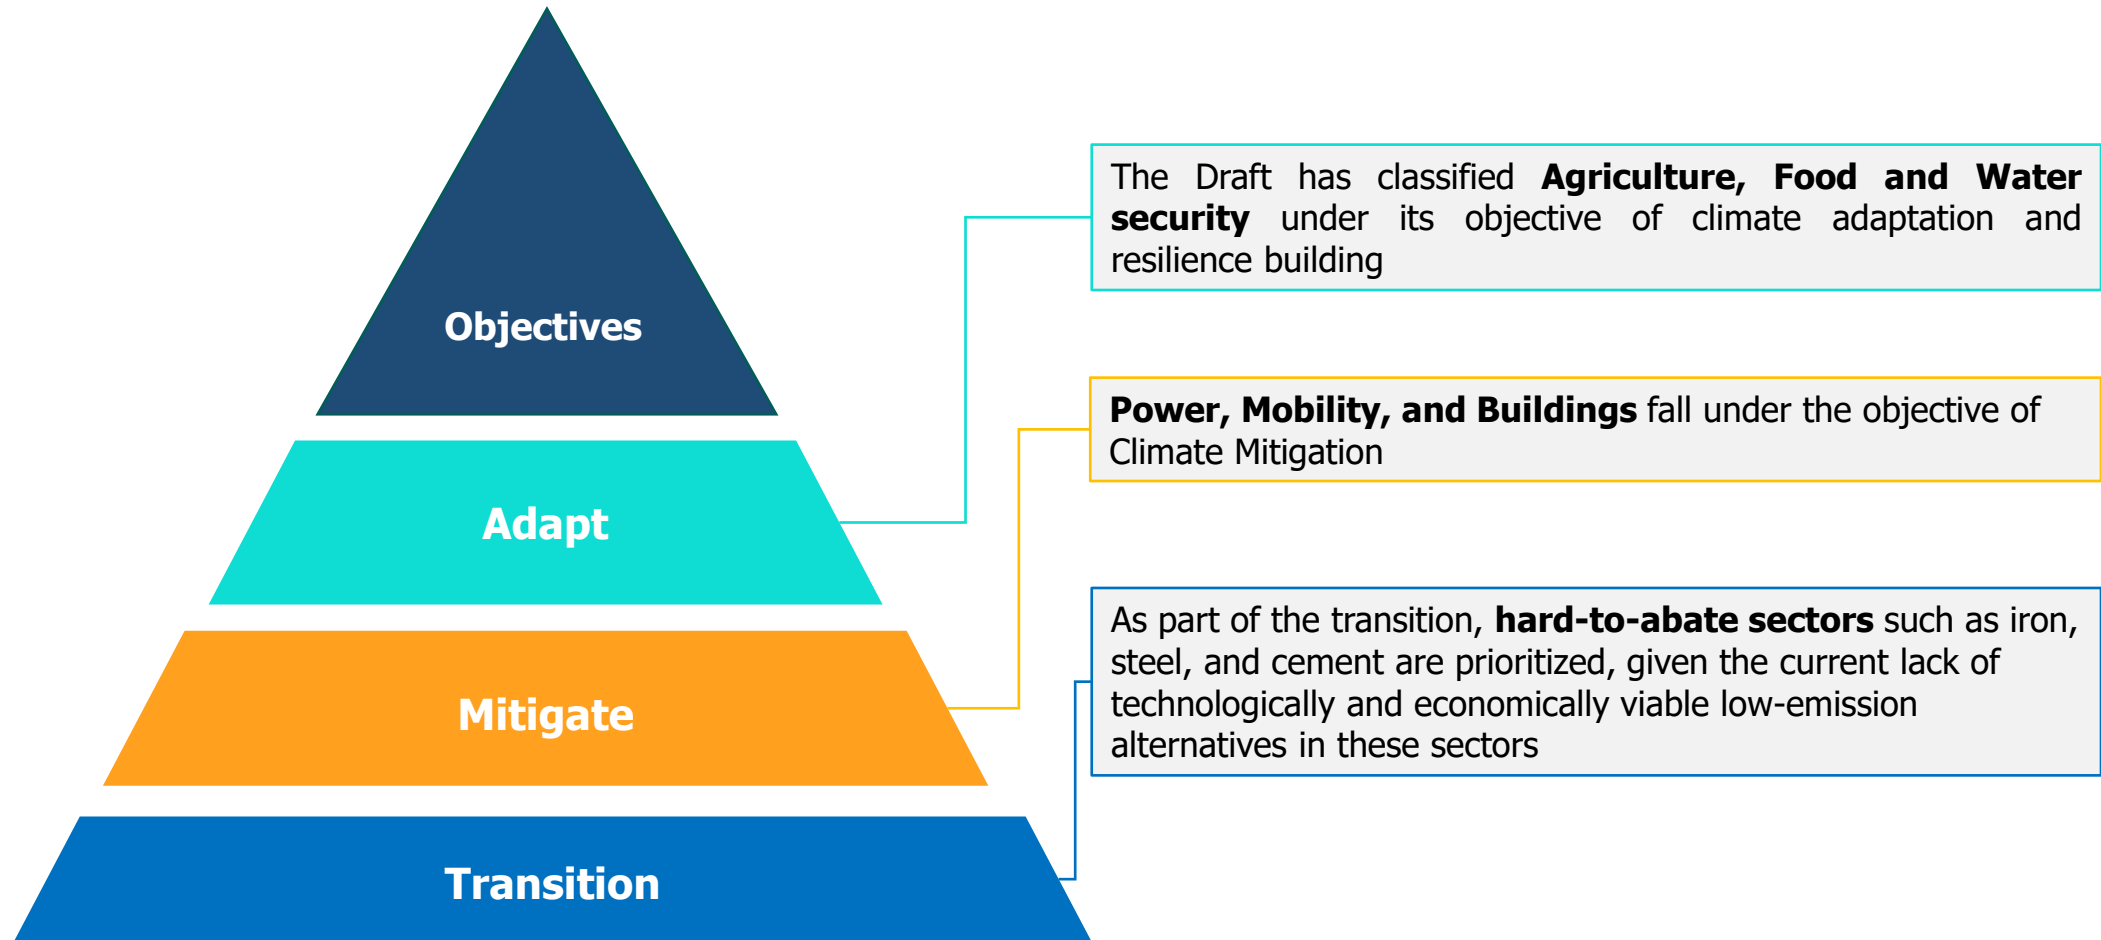 Objectives
Adapt
Mitigate
Transition
The Draft has classified Agriculture, Food and Water
security under its objective of climate adaptation and
resilience building
Power, Mobility, and Buildings fall under the objective of
Climate Mitigation
As part of the transition, hard-to-abate sectors such as iron,
steel, and cement are prioritized, given the current lack of
technologically and economically viable low-emission
alternatives in these sectors